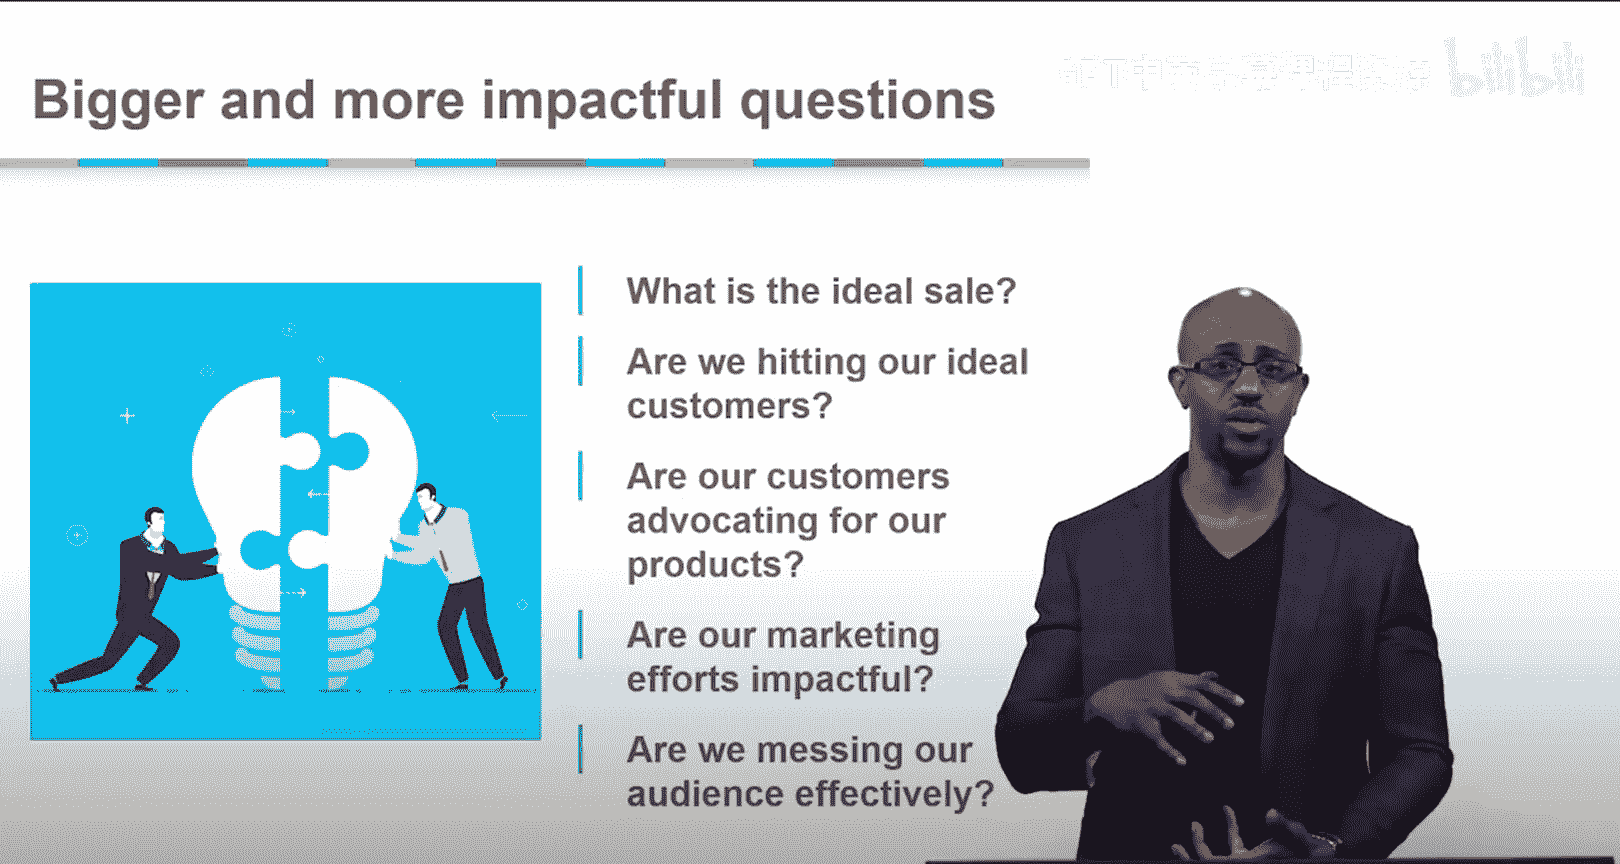 bilibili
Bigger and more impactful questions
What is the ideal sale?
Are we hitting our ideal
customers?
Are our customers
advocating for our
products?
Are our marketing
efforts impactful?
Are we messing our
audience effectively?